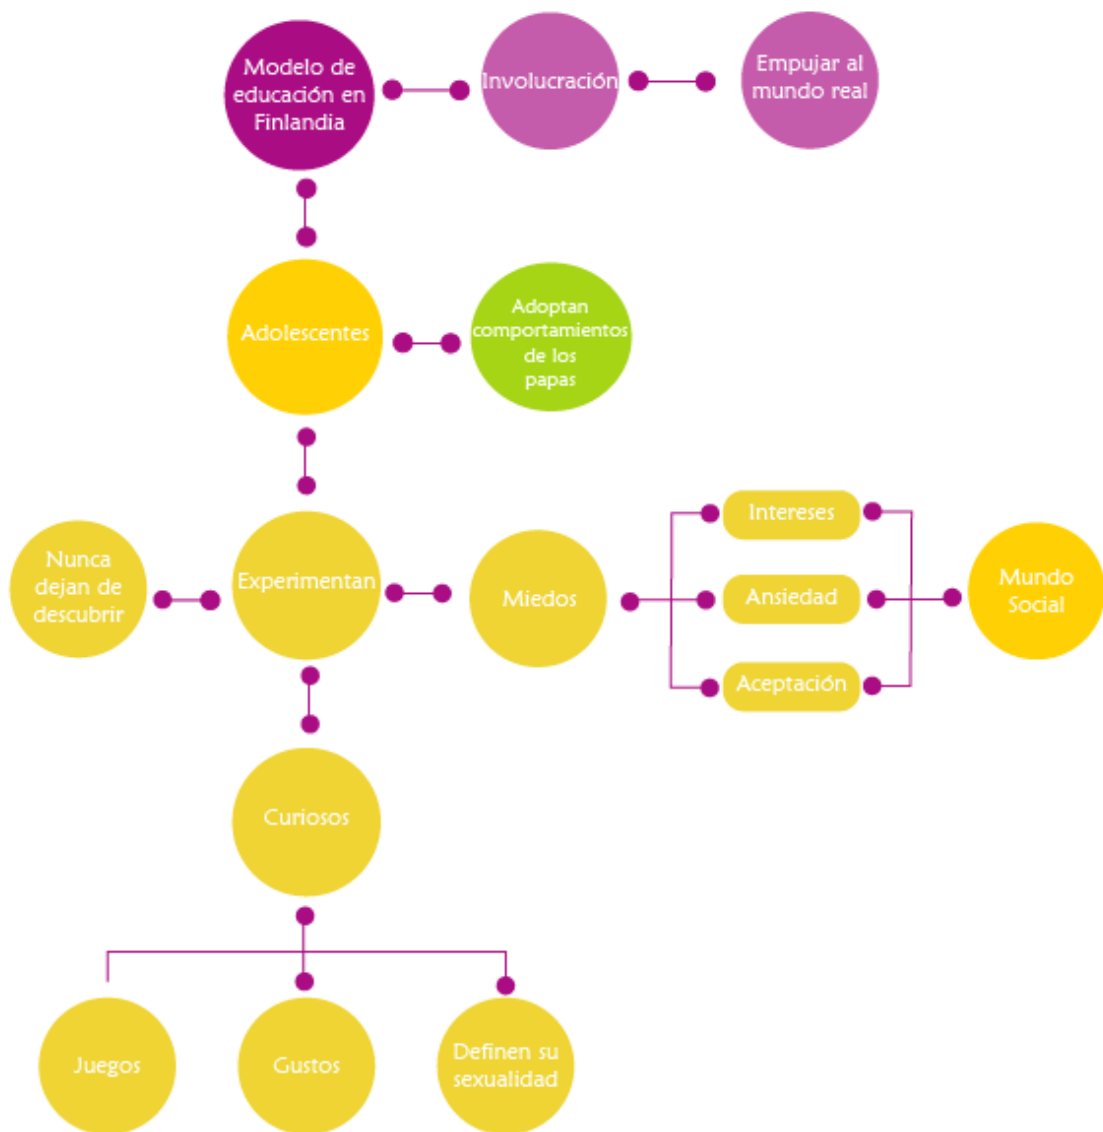 Modelo de
educación en
Finlandia
Involucración
Empujar al
mundo real
Adolescentes
Adoptan
comportamientos
de los
papas
Nunca
dejan de
descubrir
Experimentan
Miedos
Intereses
Ansiedad
Aceptación
Mundo
Social
Curiosos
Juegos
Gustos
Definen su
sexualidad